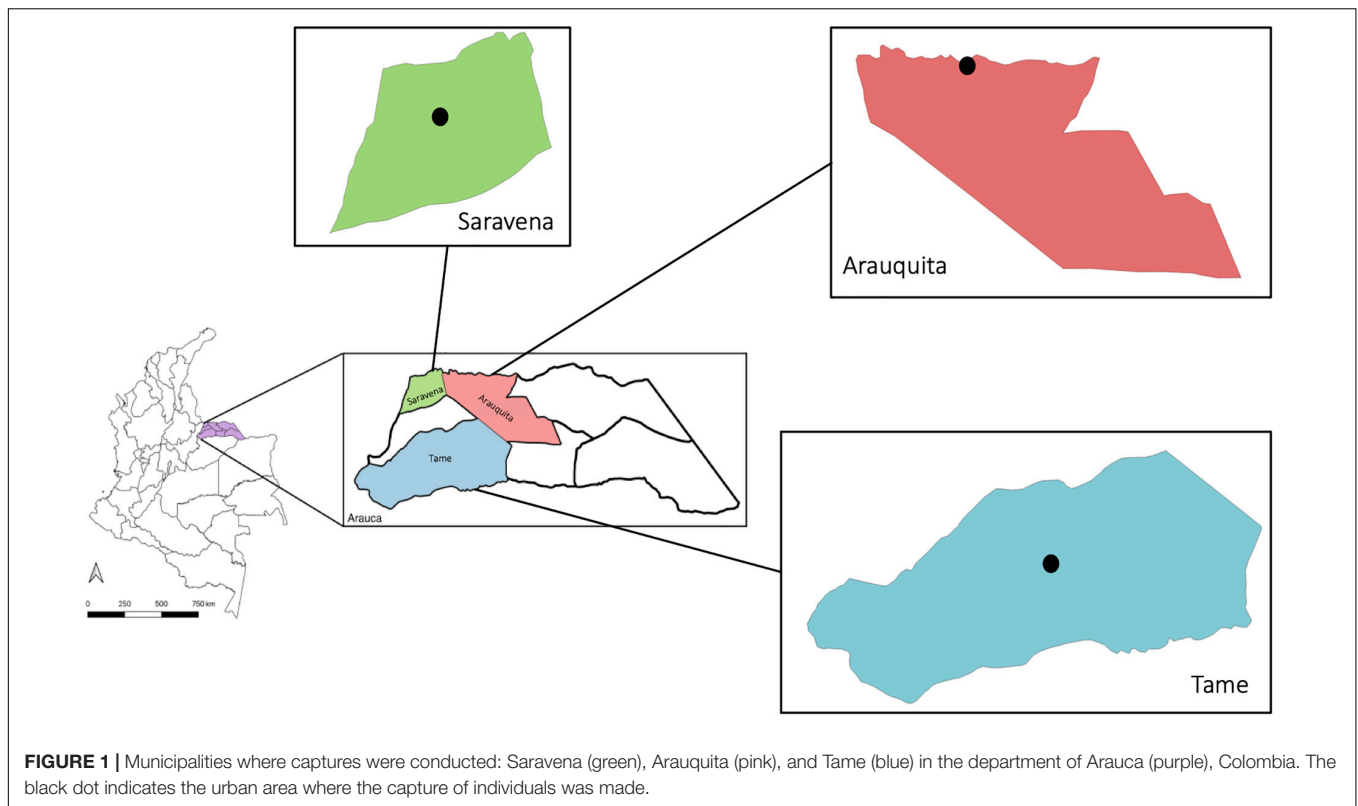 Saravena
Arauquita
Saravena
Arauquita
Tame
Arauca
0 250 500 750 km
Tame
FIGURE 1 | Municipalities where captures were conducted: Saravena (green), Arauquita (pink), and Tame (blue) in the department of Arauca (purple), Colombia. The
black dot indicates the urban area where the capture of individuals was made.